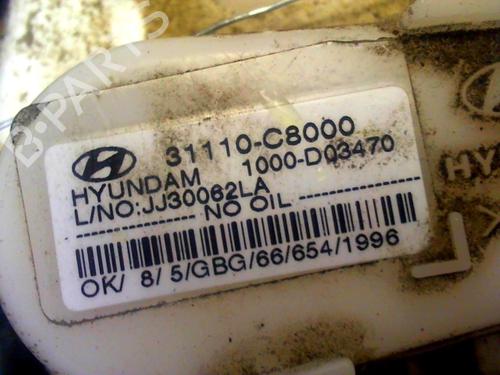 B-PARTS
31110-C8000
HYUNDAM 1000-D03470
L/NO:JJ30062LA
NO OIL
OK/ 8/ 5/GBG/66/654/1996